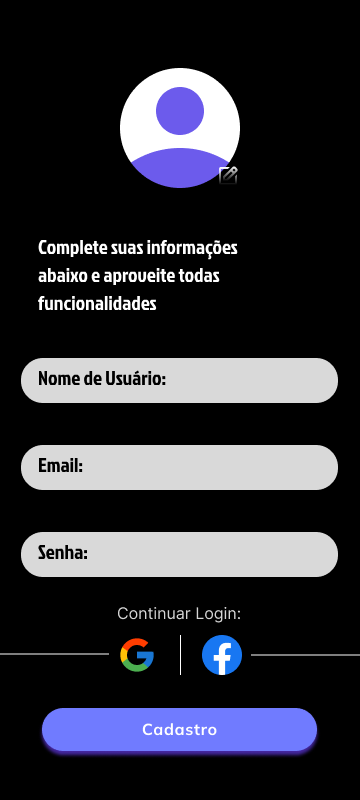 Complete suas informações
abaixo e aproveite todas
funcionalidades
Nome de Usuário:
Email:
Senha:
Continuar Login:
Cadastro